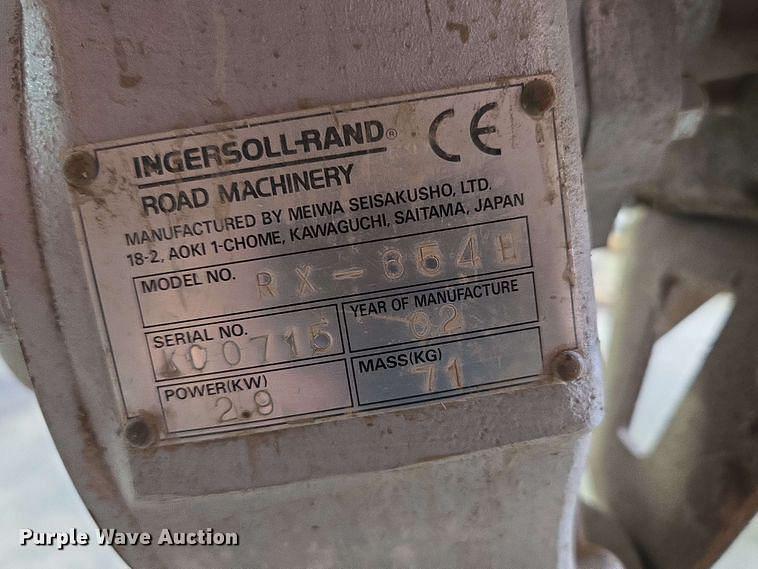 INGERSOLL-RAND®
ROAD MACHINERY
CE
MANUFACTURED BY MEIWA SEISAKUSHO, LTD.
18-2, AOKI 1-CHOME, KAWAGUCHI, SAITAMA, JAPAN
MODEL NO.
SERIAL NO.
YEAR OF MANUFACTURE
02
POWER(KW) 2.9
MASS(KG) 71
Purple Wave Auction